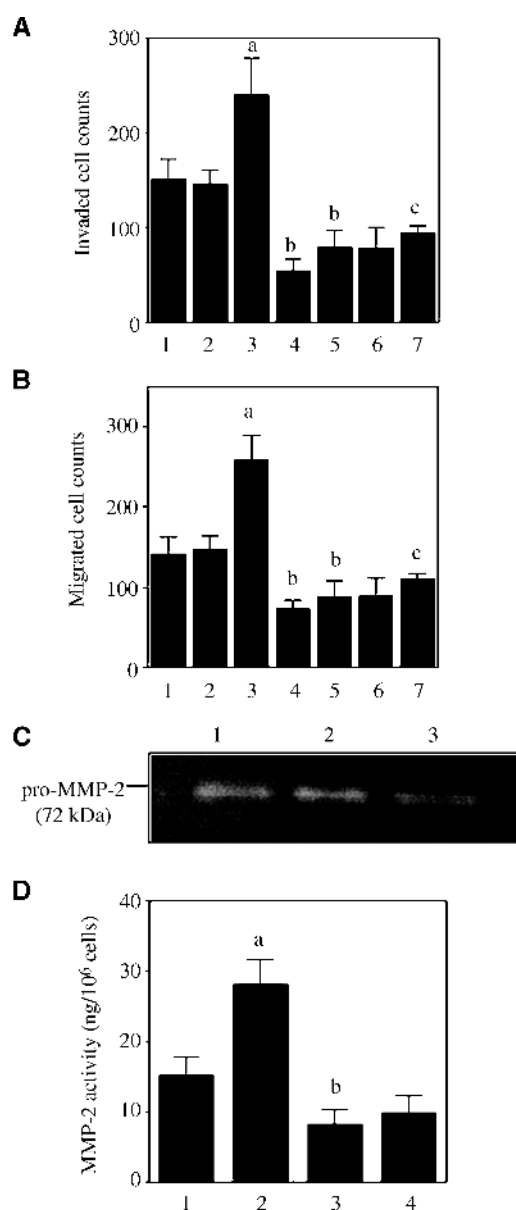 A
300
a
200
Invaded cell counts
b
b
c
100
0
1 2 3 4 5 6 7
B
300
a
200
Migrated cell counts
b
b
c
100
0
1 2 3 4 5 6 7
C
1 2 3
pro-MMP-2
(72 kDa)
D
40
a
30
MMP-2 activity (ng/10⁶ cells)
20
b
10
0
1 2 3 4